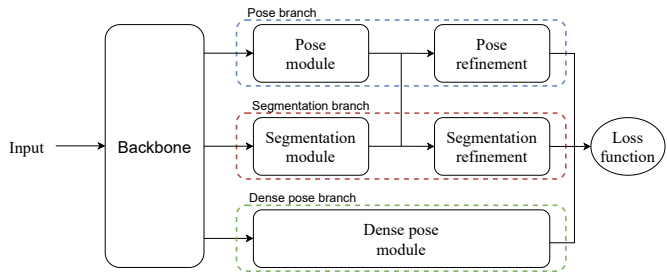 Pose branch
Pose
module
Pose
refinement
Segmentation branch
Input
Backbone
Segmentation
module
Segmentation
refinement
Loss
function
Dense pose branch
Dense pose
module